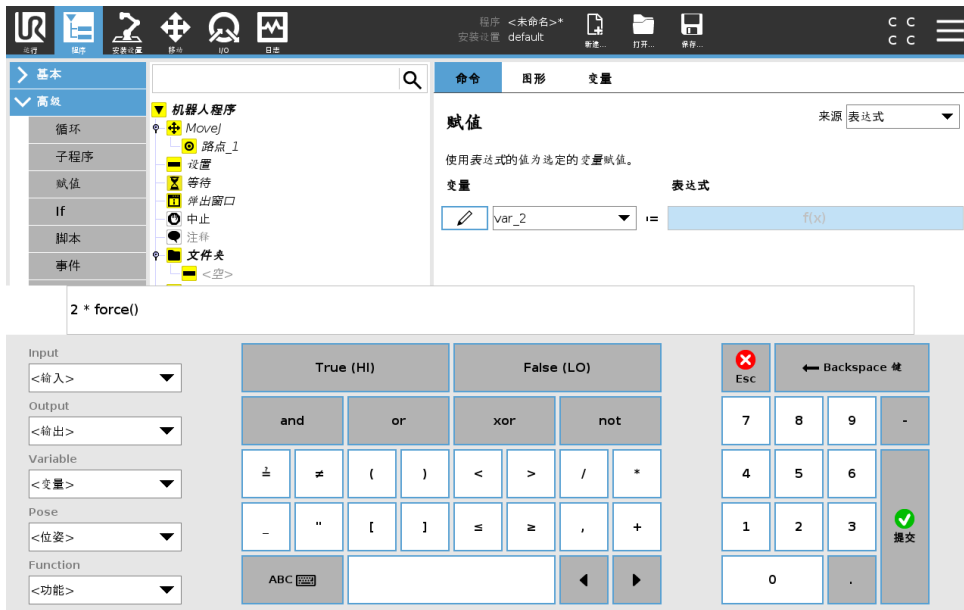 程序 <未命名>*
安装设置 default
运行 程序 安装设置 移动 I/O 日志 新建... 打开... 保存...
C C
C C
基本
高级
循环
子程序
赋值
If
脚本
事件
机器人程序
MoveJ
路点_1
设置
等待
弹出窗口
中止
注释
文件夹
<空>
命令 图形 变量
赋值 来源 表达式
使用表达式的值为选定的变量赋值。
变量 表达式
var_2 := f(x)
2 * force()
Input
<输入>
Output
<输出>
Variable
<变量>
Pose
<位姿>
Function
<功能>
True (HI) False (LO) Esc Backspace 键
and or xor not 7 8 9 -
≟ ≠ ( ) < > / * 4 5 6
_ " [ ] ≤ ≥ , + 1 2 3 提交
ABC 0 .